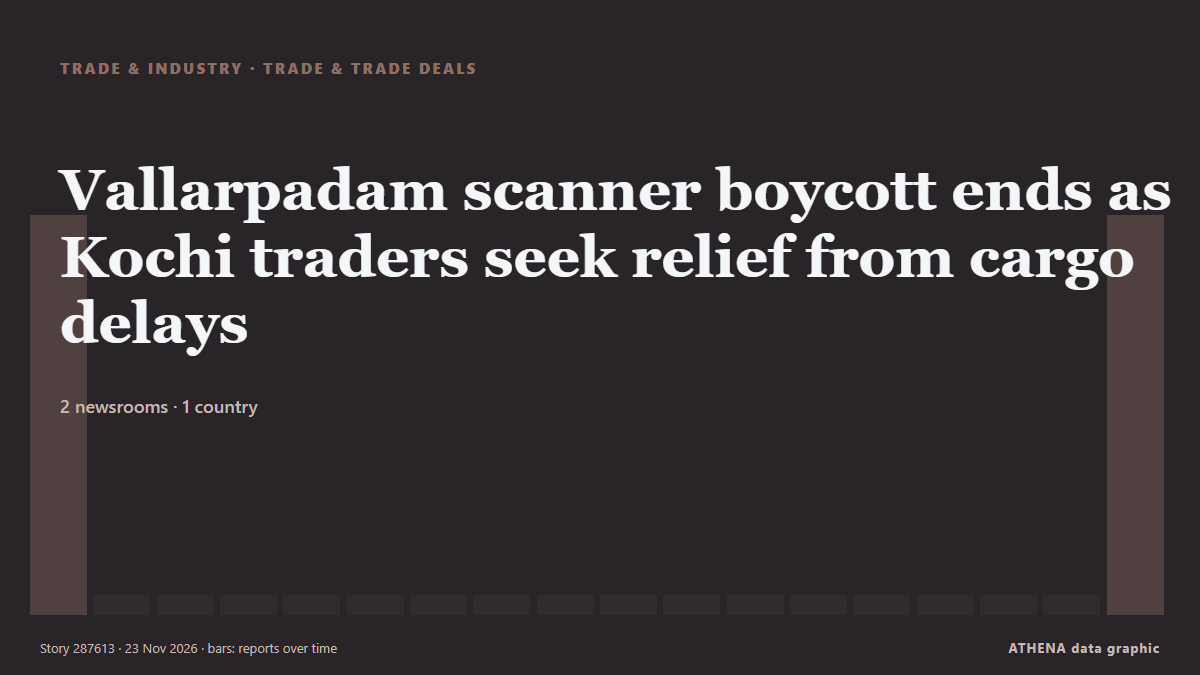 TRADE & INDUSTRY · TRADE & TRADE DEALS
Vallarpadam scanner boycott ends as
Kochi traders seek relief from cargo
delays
2 newsrooms · 1 country
Story 287613 · 23 Nov 2026 · bars: reports over time
ATHENA data graphic